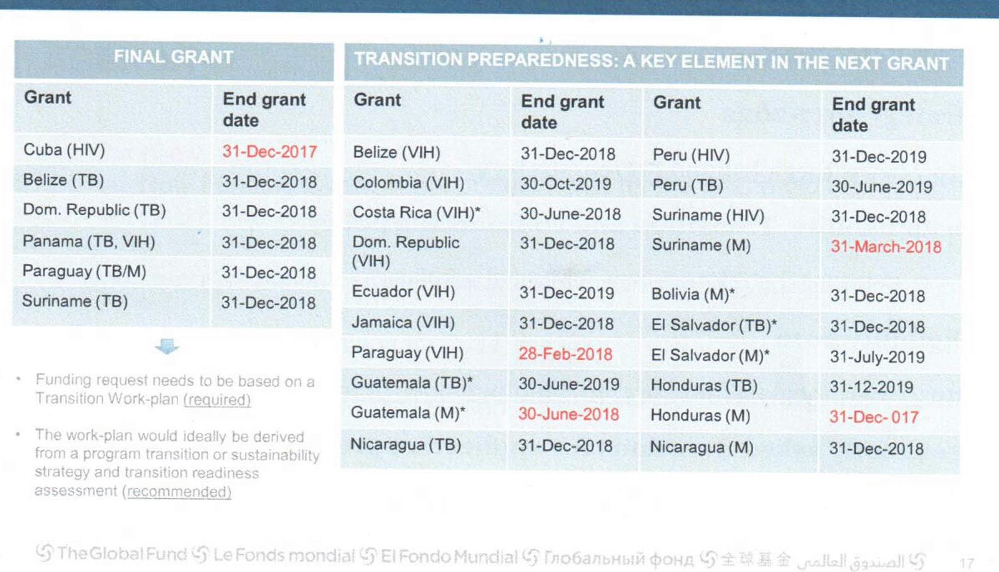 FINAL GRANT
Grant End grant date
Cuba (HIV) 31-Dec-2017
Belize (TB) 31-Dec-2018
Dom. Republic (TB) 31-Dec-2018
Panama (TB, VIH) 31-Dec-2018
Paraguay (TB/M) 31-Dec-2018
Suriname (TB) 31-Dec-2018
• Funding request needs to be based on a
Transition Work-plan (required)
• The work-plan would ideally be derived
from a program transition or sustainability
strategy and transition readiness
assessment (recommended)
TRANSITION PREPAREDNESS: A KEY ELEMENT IN THE NEXT GRANT
Grant End grant date Grant End grant date
Belize (VIH) 31-Dec-2018 Peru (HIV) 31-Dec-2019
Colombia (VIH) 30-Oct-2019 Peru (TB) 30-June-2019
Costa Rica (VIH)* 30-June-2018 Suriname (HIV) 31-Dec-2018
Dom. Republic (VIH) 31-Dec-2018 Suriname (M) 31-March-2018
Ecuador (VIH) 31-Dec-2019 Bolivia (M)* 31-Dec-2018
Jamaica (VIH) 31-Dec-2018 El Salvador (TB)* 31-Dec-2018
Paraguay (VIH) 28-Feb-2018 El Salvador (M)* 31-July-2019
Guatemala (TB)* 30-June-2019 Honduras (TB) 31-12-2019
Guatemala (M)* 30-June-2018 Honduras (M) 31-Dec- 017
Nicaragua (TB) 31-Dec-2018 Nicaragua (M) 31-Dec-2018
The Global Fund Le Fonds mondial El Fondo Mundial Глобальный фонд 全球基金 الصندوق العالمي
17